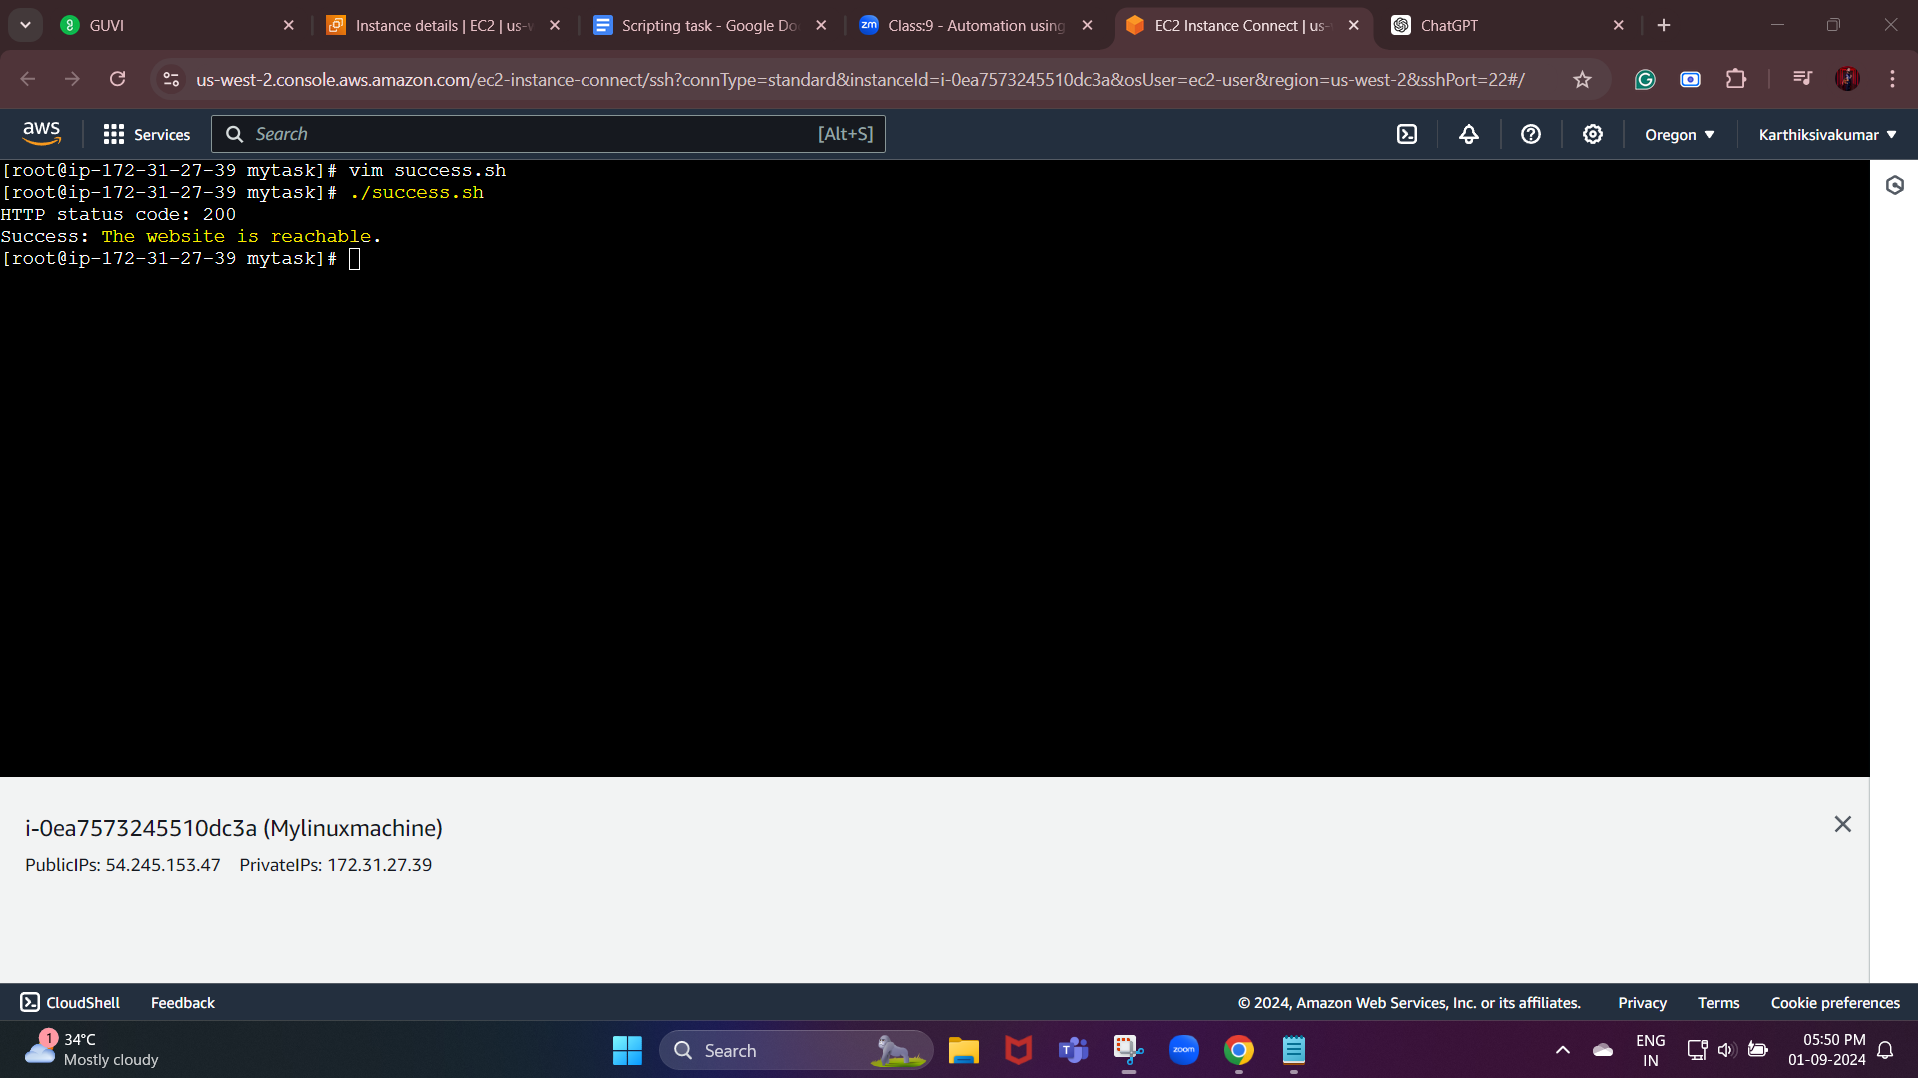 GUVI
Instance details | EC2 | us-w
Scripting task - Google Do
zm Class:9 - Automation using
EC2 Instance Connect | us-
ChatGPT
us-west-2.console.aws.amazon.com/ec2-instance-connect/ssh?connType=standard&instanceId=i-0ea7573245510dc3a&osUser=ec2-user&region=us-west-2&sshPort=22#/
aws Services Search [Alt+S] Oregon Karthiksivakumar
[root@ip-172-31-27-39 mytask]# vim success.sh
[root@ip-172-31-27-39 mytask]# ./success.sh
HTTP status code: 200
Success: The website is reachable.
[root@ip-172-31-27-39 mytask]#
i-0ea7573245510dc3a (Mylinuxmachine)
PublicIPs: 54.245.153.47 PrivateIPs: 172.31.27.39
CloudShell Feedback © 2024, Amazon Web Services, Inc. or its affiliates. Privacy Terms Cookie preferences
1
34°C
Mostly cloudy
Search
T
zoom
ENG
IN
05:50 PM
01-09-2024